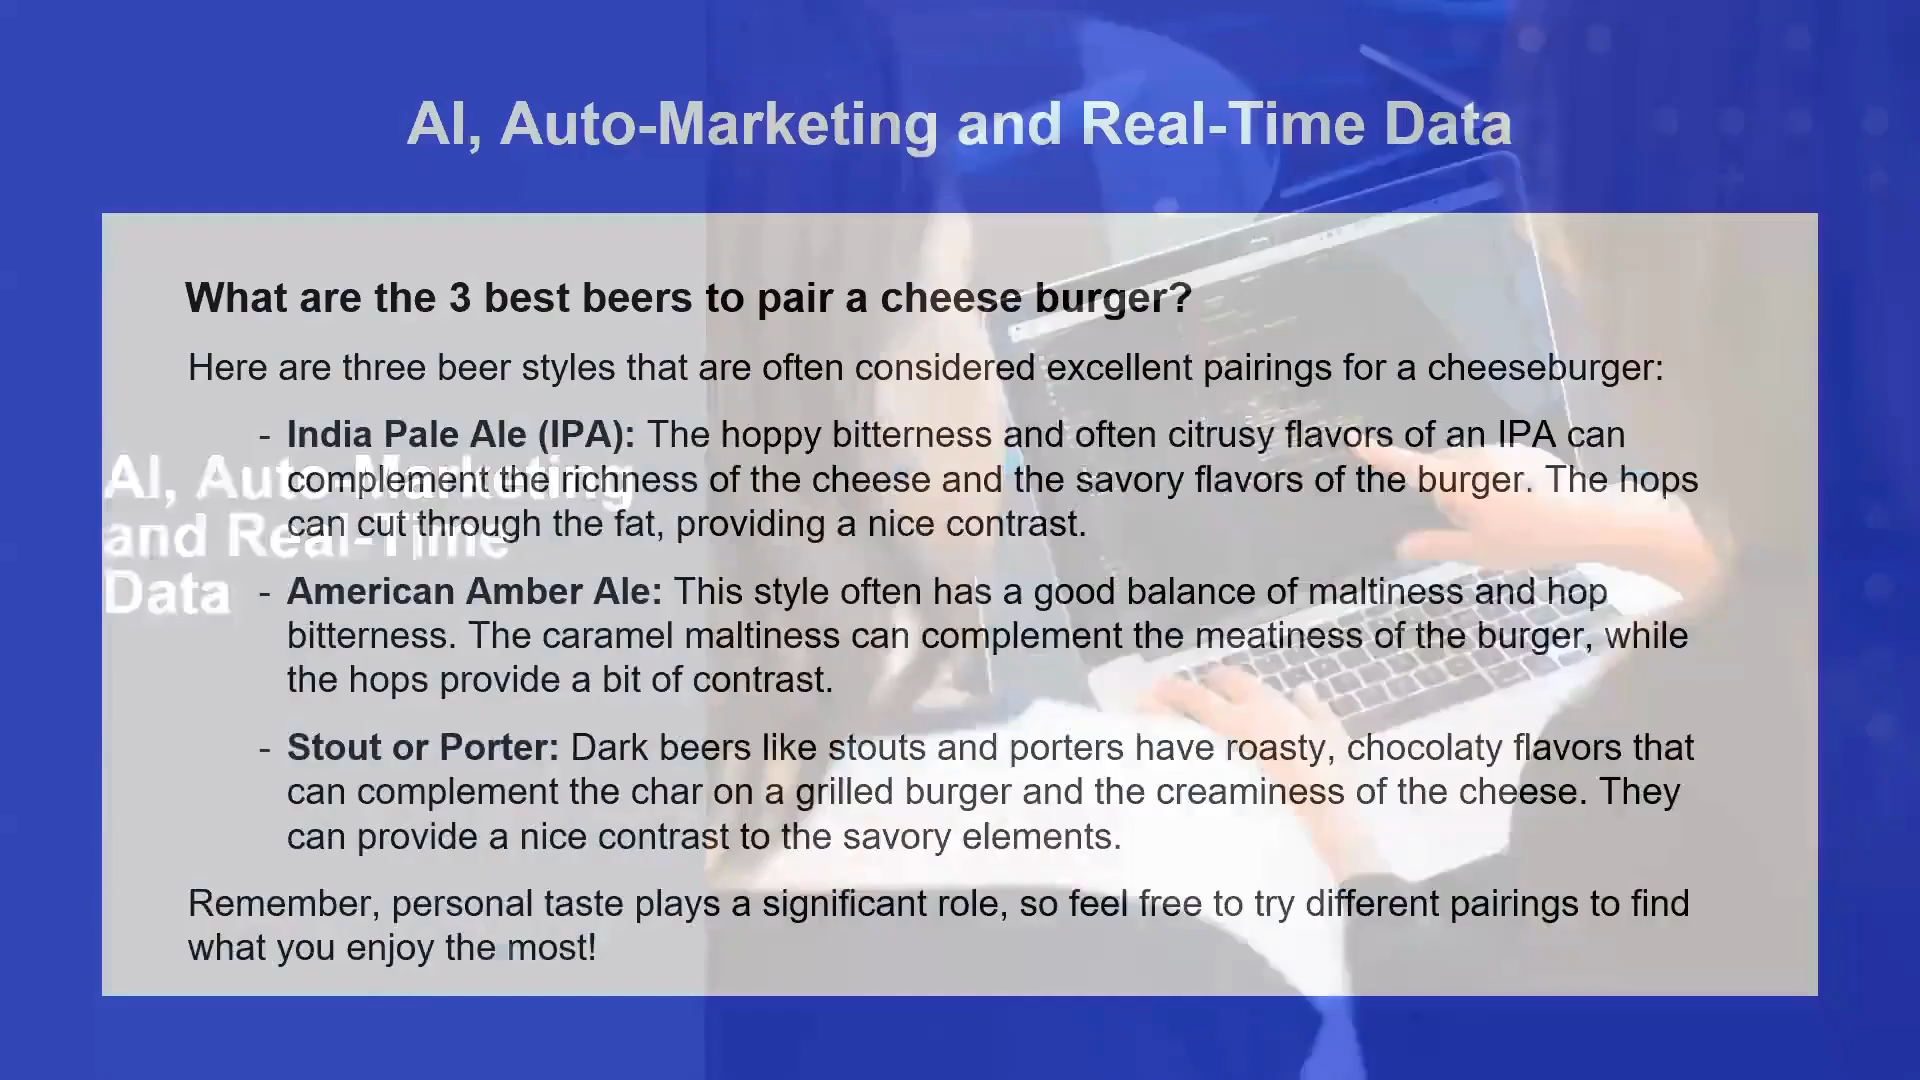 AI, Auto-Marketing and Real-Time Data
What are the 3 best beers to pair a cheese burger?
Here are three beer styles that are often considered excellent pairings for a cheeseburger:
- India Pale Ale (IPA): The hoppy bitterness and often citrusy flavors of an IPA can
complement the richness of the cheese and the savory flavors of the burger. The hops
can cut through the fat, providing a nice contrast.
- American Amber Ale: This style often has a good balance of maltiness and hop
bitterness. The caramel maltiness can complement the meatiness of the burger, while
the hops provide a bit of contrast.
- Stout or Porter: Dark beers like stouts and porters have roasty, chocolaty flavors that
can complement the char on a grilled burger and the creaminess of the cheese. They
can provide a nice contrast to the savory elements.
Remember, personal taste plays a significant role, so feel free to try different pairings to find
what you enjoy the most!
AI, Auto-Marketing
and Real-Time
Data